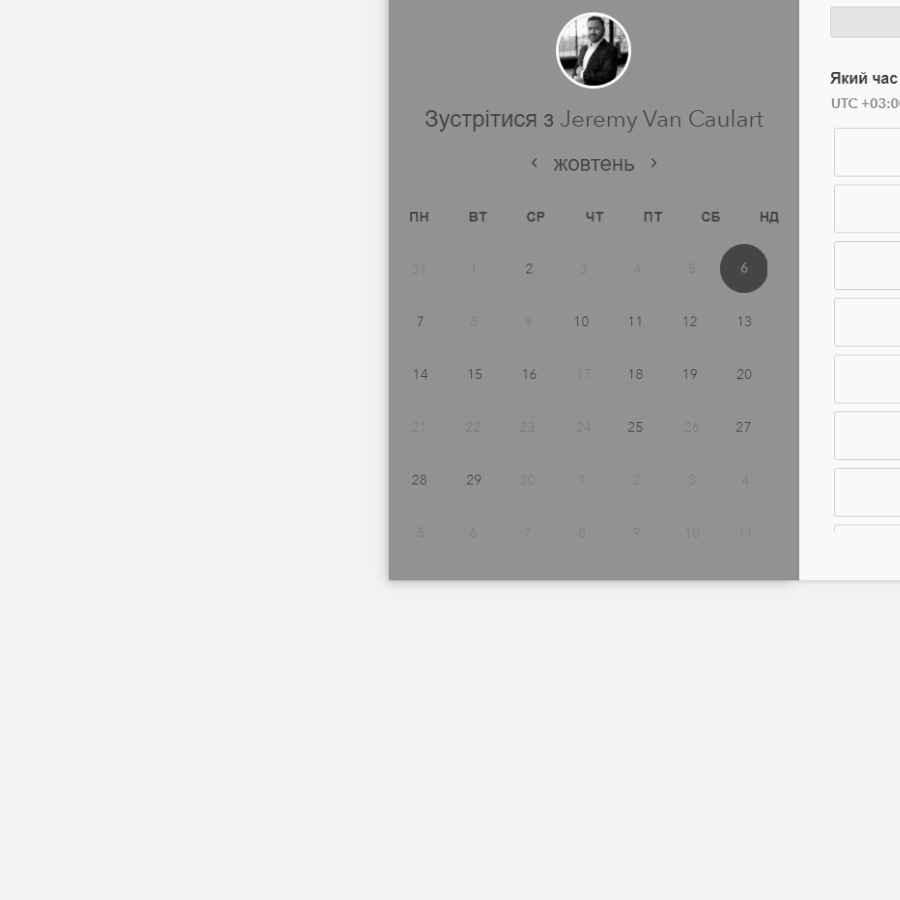 Зустрітися з Jeremy Van Caulart
жовтень
ПН ВТ СР ЧТ ПТ СБ НД
31 1 2 3 4 5 6
7 8 9 10 11 12 13
14 15 16 17 18 19 20
21 22 23 24 25 26 27
28 29 30 1 2 3 4
5 6 7 8 9 10 11
Який час
UTC +03:0